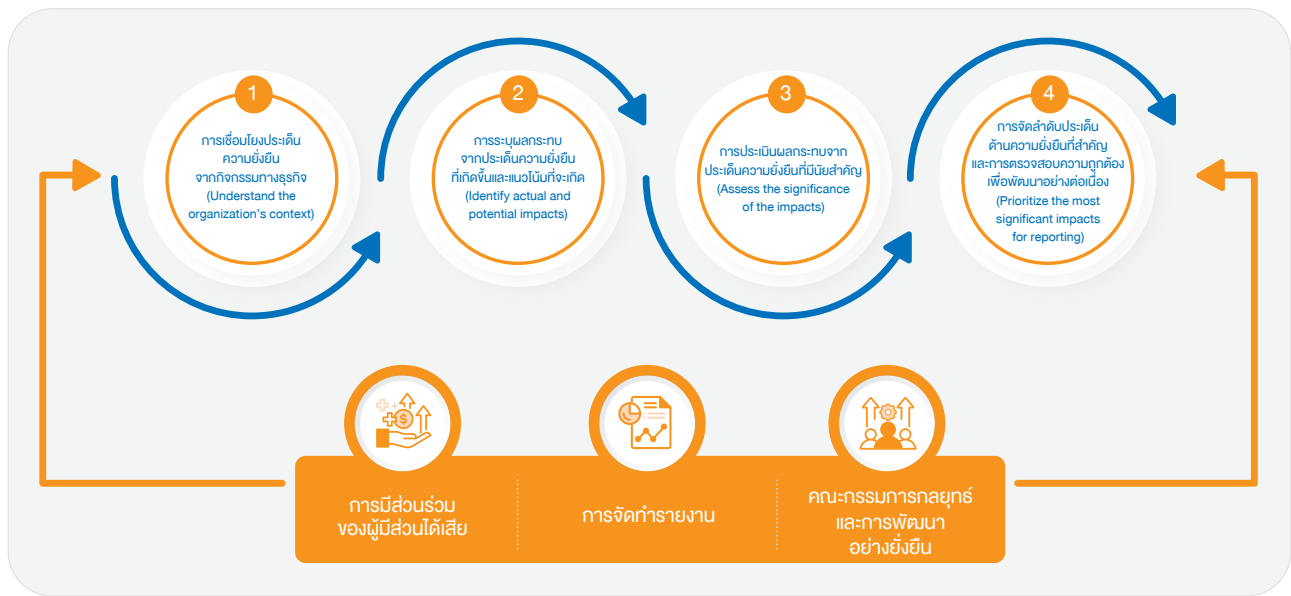 1
การเชื่อมโยงประเด็น
ความยั่งยืน
จากกิจกรรมทางธุรกิจ
(Understand the
organization's context)
2
การระบุผลกระทบ
จากประเด็นความยั่งยืน
ที่เกิดขึ้นและแนวโน้มที่จะเกิด
(Identify actual and
potential impacts)
3
การประเมินผลกระทบจาก
ประเด็นความยั่งยืนที่มีนัยสำคัญ
(Assess the significance
of the impacts)
4
การจัดลำดับประเด็น
ด้านความยั่งยืนที่สำคัญ
และการตรวจสอบความถูกต้อง
เพื่อพัฒนาอย่างต่อเนื่อง
(Prioritize the most
significant impacts
for reporting)
การมีส่วนร่วม
ของผู้มีส่วนได้เสีย
การจัดทำรายงาน
คณะกรรมการกลยุทธ์
และการพัฒนา
อย่างยั่งยืน